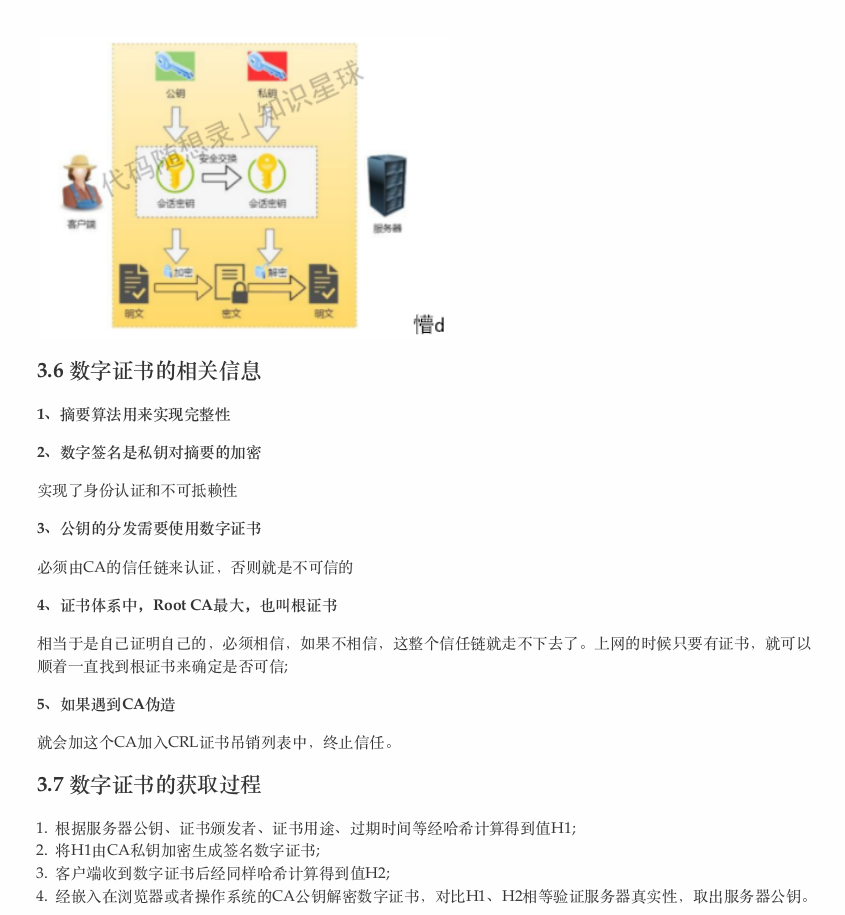 公钥
私钥
代码随想录」知识星球
安全交换
会话密钥
会话密钥
客户端
服务器
加密
解密
明文
密文
明文
懵d
3.6 数字证书的相关信息
1、摘要算法用来实现完整性
2、数字签名是私钥对摘要的加密
实现了身份认证和不可抵赖性
3、公钥的分发需要使用数字证书
必须由CA的信任链来认证，否则就是不可信的
4、证书体系中，Root CA最大，也叫根证书
相当于是自己证明自己的，必须相信，如果不相信，这整个信任链就走不下去了。上网的时候只要有证书，就可以
顺着一直找到根证书来确定是否可信;
5、如果遇到CA伪造
就会加这个CA加入CRL证书吊销列表中，终止信任。
3.7 数字证书的获取过程
1. 根据服务器公钥、证书颁发者、证书用途、过期时间等经哈希计算得到值H1;
2. 将H1由CA私钥加密生成签名数字证书;
3. 客户端收到数字证书后经同样哈希计算得到值H2;
4. 经嵌入在浏览器或者操作系统的CA公钥解密数字证书，对比H1、H2相等验证服务器真实性，取出服务器公钥。